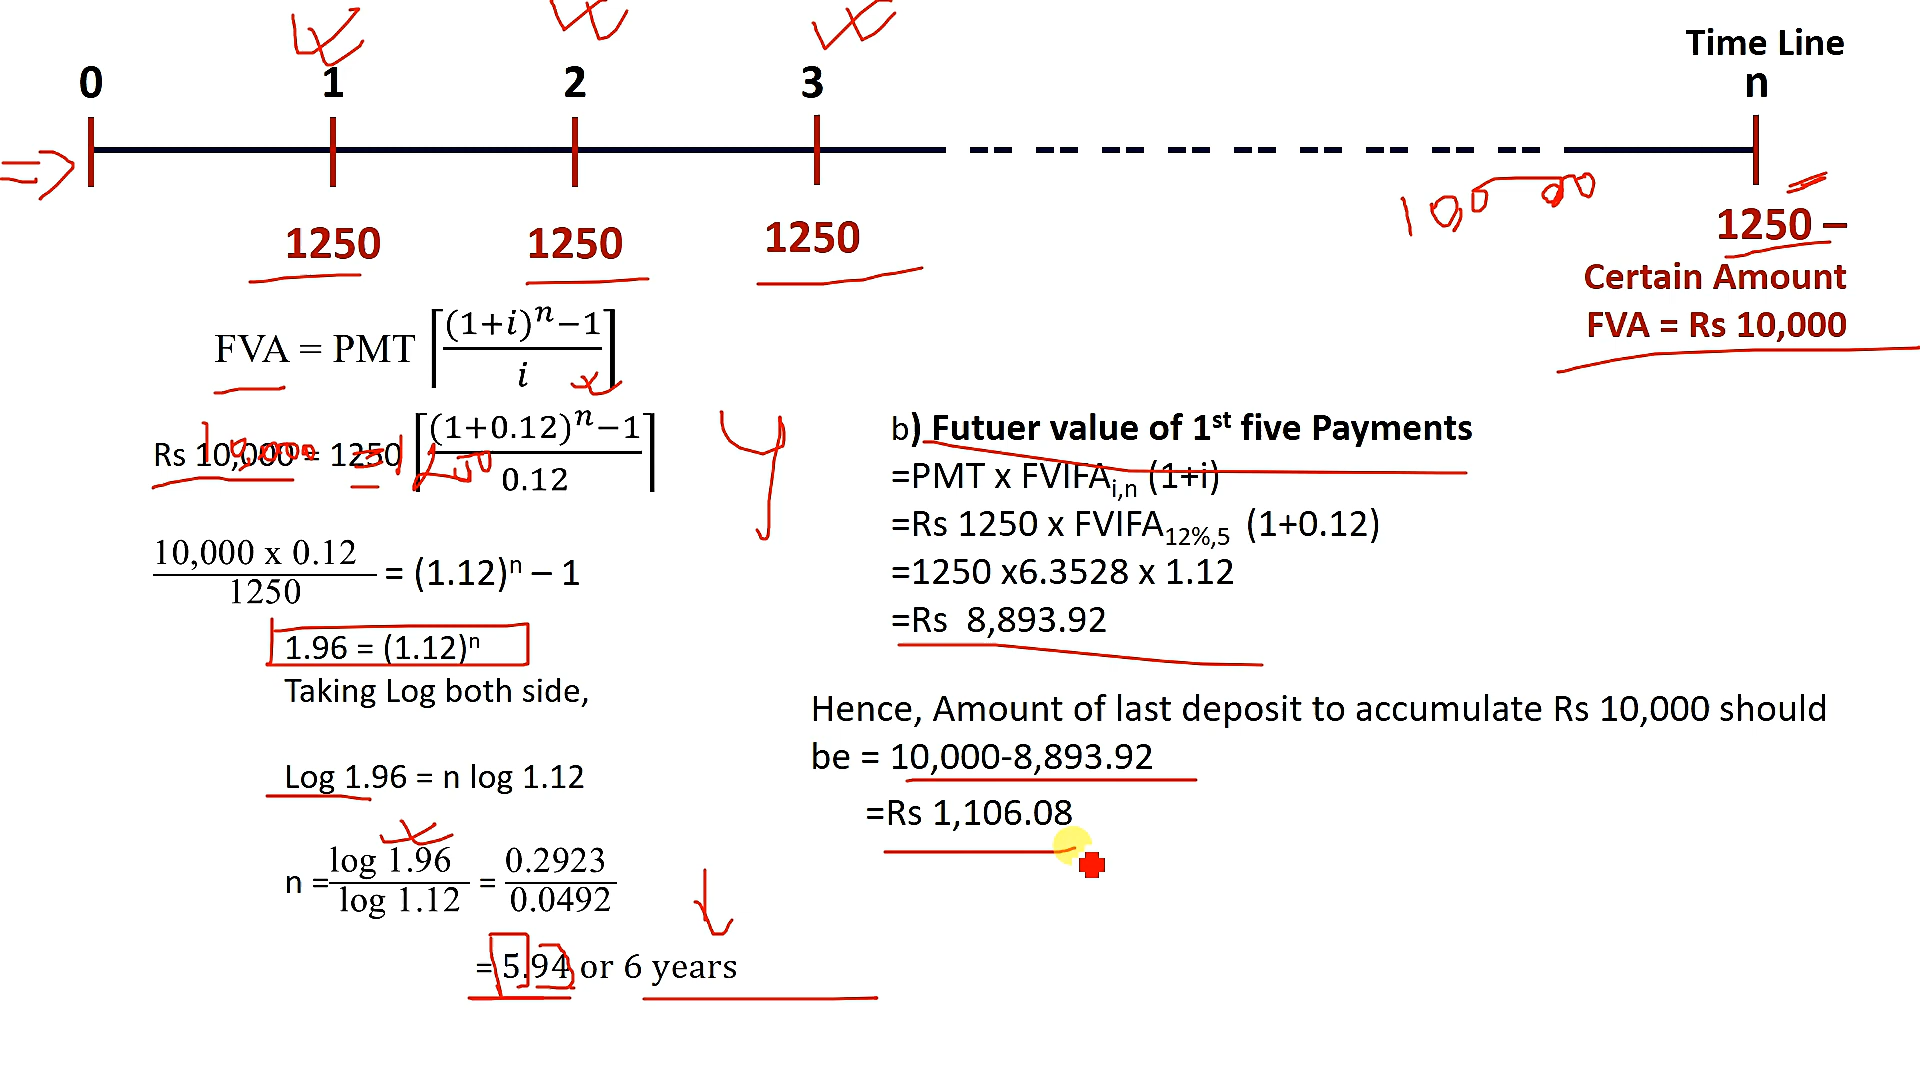 Time Line
0 1 2 3 n
1250 1250 1250 1250 –
10,000
Certain Amount
FVA = Rs 10,000
FVA = PMT [((1+i)ⁿ−1)/i]
Rs 10,000 = 1250 [((1+0.12)ⁿ−1)/0.12]
10,000 x 0.12 / 1250 = (1.12)ⁿ – 1
1.96 = (1.12)ⁿ
Taking Log both side,
Log 1.96 = n log 1.12
n = log 1.96 / log 1.12 = 0.2923 / 0.0492
= 5.94 or 6 years
b) Futuer value of 1st five Payments
=PMT x FVIFAi,n (1+i)
=Rs 1250 x FVIFA12%,5 (1+0.12)
=1250 x6.3528 x 1.12
=Rs 8,893.92
Hence, Amount of last deposit to accumulate Rs 10,000 should
be = 10,000-8,893.92
=Rs 1,106.08